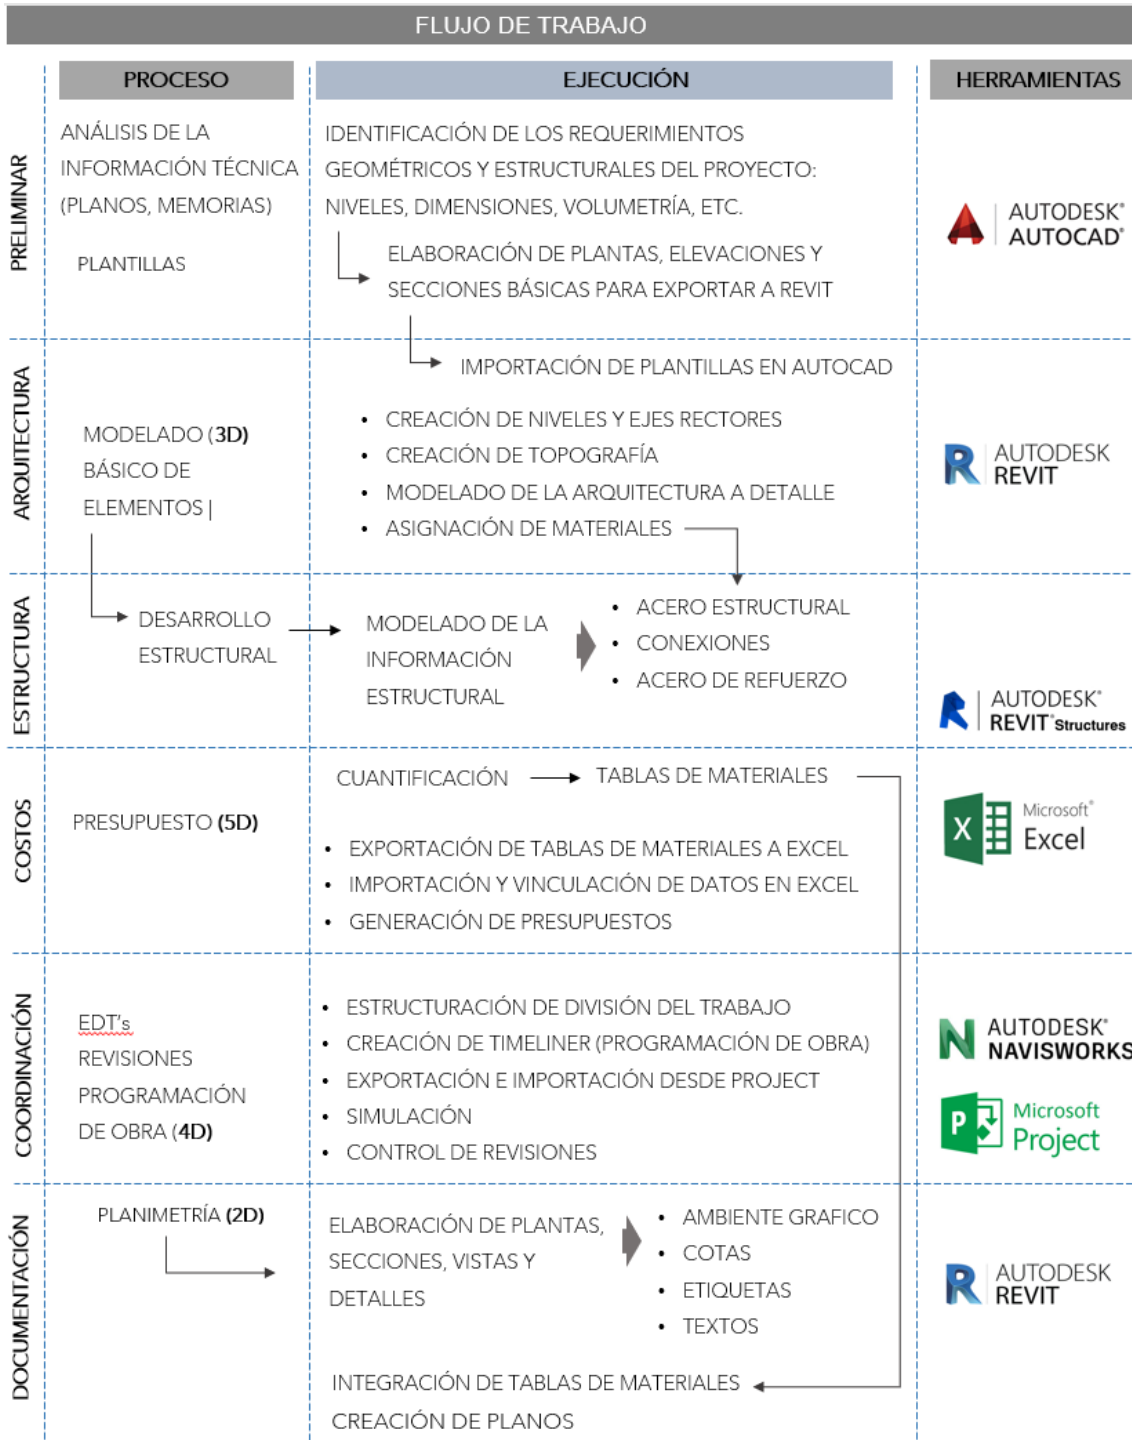 FLUJO DE TRABAJO
PROCESO
EJECUCIÓN
HERRAMIENTAS
PRELIMINAR
ANÁLISIS DE LA
INFORMACIÓN TÉCNICA
(PLANOS, MEMORIAS)
PLANTILLAS
IDENTIFICACIÓN DE LOS REQUERIMIENTOS
GEOMÉTRICOS Y ESTRUCTURALES DEL PROYECTO:
NIVELES, DIMENSIONES, VOLUMETRÍA, ETC.
ELABORACIÓN DE PLANTAS, ELEVACIONES Y
SECCIONES BÁSICAS PARA EXPORTAR A REVIT
AUTODESK®
AUTOCAD®
ARQUITECTURA
MODELADO (3D)
BÁSICO DE
ELEMENTOS |
IMPORTACIÓN DE PLANTILLAS EN AUTOCAD
• CREACIÓN DE NIVELES Y EJES RECTORES
• CREACIÓN DE TOPOGRAFÍA
• MODELADO DE LA ARQUITECTURA A DETALLE
• ASIGNACIÓN DE MATERIALES
AUTODESK
REVIT
ESTRUCTURA
DESARROLLO
ESTRUCTURAL
MODELADO DE LA
INFORMACIÓN
ESTRUCTURAL
• ACERO ESTRUCTURAL
• CONEXIONES
• ACERO DE REFUERZO
AUTODESK®
REVIT® Structures
COSTOS
PRESUPUESTO (5D)
CUANTIFICACIÓN
TABLAS DE MATERIALES
• EXPORTACIÓN DE TABLAS DE MATERIALES A EXCEL
• IMPORTACIÓN Y VINCULACIÓN DE DATOS EN EXCEL
• GENERACIÓN DE PRESUPUESTOS
Microsoft®
Excel
COORDINACIÓN
EDT's
REVISIONES
PROGRAMACIÓN
DE OBRA (4D)
• ESTRUCTURACIÓN DE DIVISIÓN DEL TRABAJO
• CREACIÓN DE TIMELINER (PROGRAMACIÓN DE OBRA)
• EXPORTACIÓN E IMPORTACIÓN DESDE PROJECT
• SIMULACIÓN
• CONTROL DE REVISIONES
AUTODESK®
NAVISWORKS
Microsoft
Project
DOCUMENTACIÓN
PLANIMETRÍA (2D)
ELABORACIÓN DE PLANTAS,
SECCIONES, VISTAS Y
DETALLES
• AMBIENTE GRAFICO
• COTAS
• ETIQUETAS
• TEXTOS
INTEGRACIÓN DE TABLAS DE MATERIALES
CREACIÓN DE PLANOS
AUTODESK
REVIT